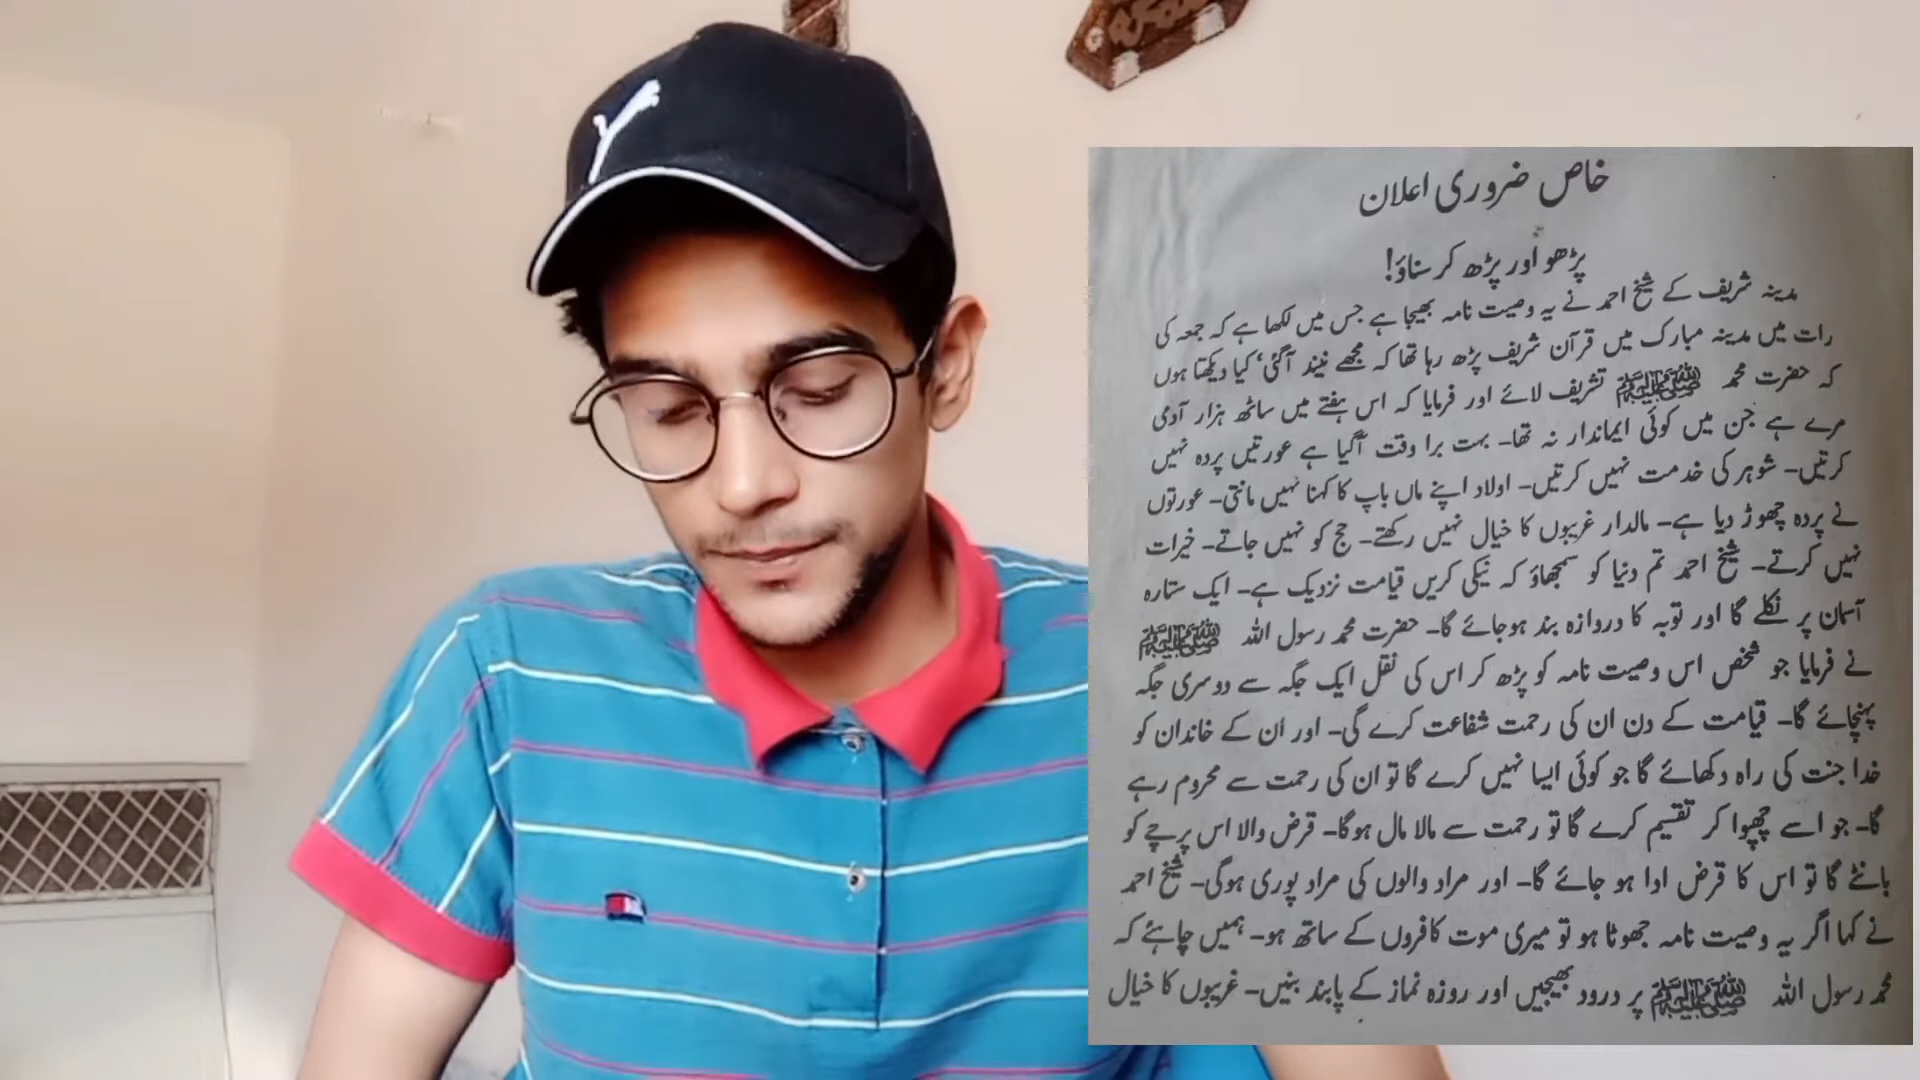 خاص ضروری اعلان
پڑھو اور پڑھ کر سناؤ!
مدینہ شریف کے شیخ احمد نے یہ وصیت نامہ بھیجا ہے جس میں لکھا ہے کہ جمعہ کی
رات میں مدینہ مبارک میں قرآن شریف پڑھ رہا تھا کہ مجھے نیند آگئی، کیا دیکھتا ہوں
کہ حضرت محمد ﷺ تشریف لائے اور فرمایا کہ اس ہفتے میں ساٹھ ہزار آدمی
مرے ہے جن میں کوئی ایماندار نہ تھا۔ بہت برا وقت آگیا ہے عورتیں پردہ نہیں
کرتیں۔ شوہر کی خدمت نہیں کرتیں۔ اولاد اپنے ماں باپ کا کہنا نہیں مانتی۔ عورتوں
نے پردہ چھوڑ دیا ہے۔ مالدار غریبوں کا خیال نہیں رکھتے۔ حج کو نہیں جاتے۔ خیرات
نہیں کرتے۔ شیخ احمد تم دنیا کو سمجھاؤ کہ نیکی کریں قیامت نزدیک ہے۔ ایک ستارہ
آسمان پر نکلے گا اور توبہ کا دروازہ بند ہوجائے گا۔ حضرت محمد رسول اللہ ﷺ
نے فرمایا جو شخص اس وصیت نامہ کو پڑھ کر اس کی نقل ایک جگہ سے دوسری جگہ
پہنچائے گا۔ قیامت کے دن ان کی رحمت شفاعت کرے گی۔ اور ان کے خاندان کو
خدا جنت کی راہ دکھائے گا جو کوئی ایسا نہیں کرے گا تو ان کی رحمت سے محروم رہے
گا۔ جو اسے چھپوا کر تقسیم کرے گا تو رحمت سے مالا مال ہوگا۔ قرض والا اس پرچے کو
بانٹے گا تو اس کا قرض ادا ہو جائے گا۔ اور مراد والوں کی مراد پوری ہوگی۔ شیخ احمد
نے کہا اگر یہ وصیت نامہ جھوٹا ہو تو میری موت کافروں کے ساتھ ہو۔ ہمیں چاہئے کہ
محمد رسول اللہ ﷺ پر درود بھیجیں اور روزہ نماز کے پابند بنیں۔ غریبوں کا خیال